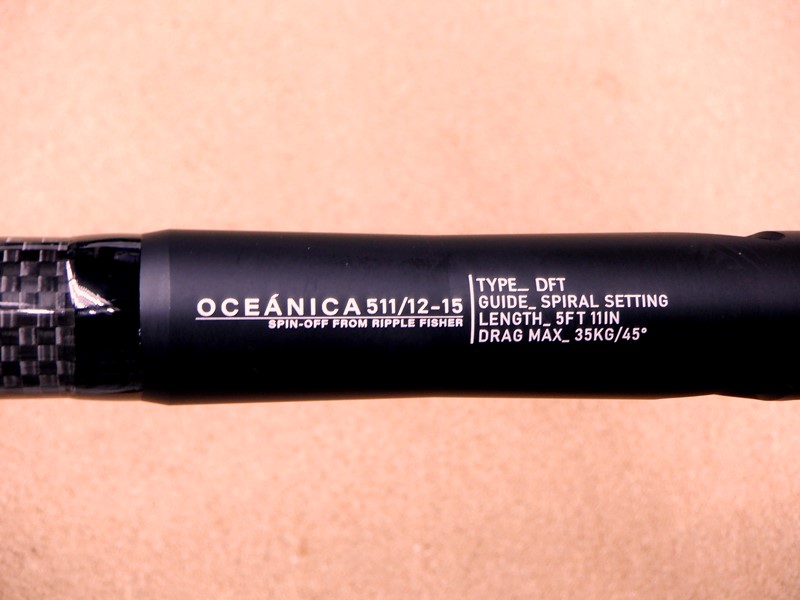 OCEÁNICA 511/12-15
SPIN-OFF FROM RIPPLE FISHER
TYPE_ DFT
GUIDE_ SPIRAL SETTING
LENGTH_ 5FT 11IN
DRAG MAX_ 35KG/45°